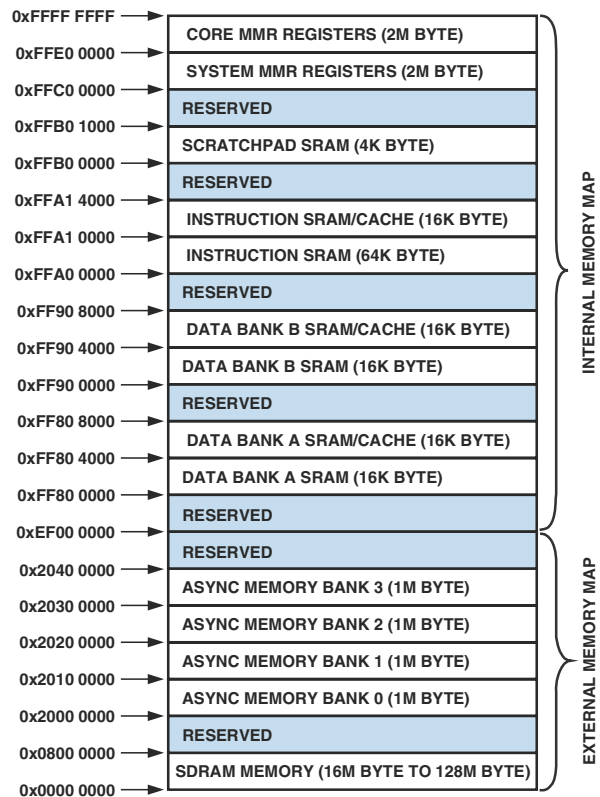 0xFFFF FFFF
CORE MMR REGISTERS (2M BYTE)
0xFFE0 0000
SYSTEM MMR REGISTERS (2M BYTE)
0xFFC0 0000
RESERVED
0xFFB0 1000
SCRATCHPAD SRAM (4K BYTE)
0xFFB0 0000
RESERVED
0xFFA1 4000
INSTRUCTION SRAM/CACHE (16K BYTE)
0xFFA1 0000
INSTRUCTION SRAM (64K BYTE)
0xFFA0 0000
RESERVED
0xFF90 8000
DATA BANK B SRAM/CACHE (16K BYTE)
0xFF90 4000
DATA BANK B SRAM (16K BYTE)
0xFF90 0000
RESERVED
0xFF80 8000
DATA BANK A SRAM/CACHE (16K BYTE)
0xFF80 4000
DATA BANK A SRAM (16K BYTE)
0xFF80 0000
RESERVED
0xEF00 0000
RESERVED
0x2040 0000
ASYNC MEMORY BANK 3 (1M BYTE)
0x2030 0000
ASYNC MEMORY BANK 2 (1M BYTE)
0x2020 0000
ASYNC MEMORY BANK 1 (1M BYTE)
0x2010 0000
ASYNC MEMORY BANK 0 (1M BYTE)
0x2000 0000
RESERVED
0x0800 0000
SDRAM MEMORY (16M BYTE TO 128M BYTE)
0x0000 0000
INTERNAL MEMORY MAP
EXTERNAL MEMORY MAP